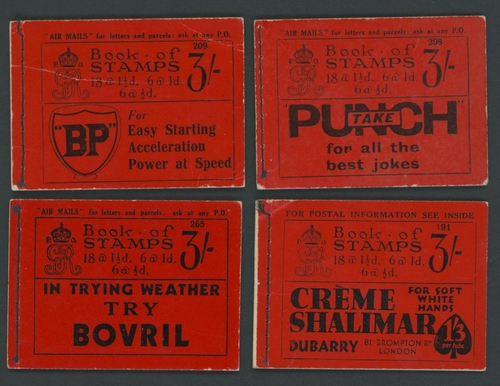 "AIR MAILS" for letters and parcels: ask at any P.O.
209
Book of
STAMPS 3/-
18 @ 1½d. 6 @ 1d.
6 @ ½d.
"BP"
For
Easy Starting
Acceleration
Power at Speed
"AIR MAILS" for letters and parcels: ask at any P.O.
208
Book of
STAMPS 3/-
18 @ 1½d. 6 @ 1d.
6 @ ½d.
TAKE
"PUNCH"
for all the
best jokes
"AIR MAILS" for letters and parcels: ask at any P.O.
265
Book of
STAMPS 3/-
18 @ 1½d. 6 @ 1d.
6 @ ½d.
IN TRYING WEATHER
TRY
BOVRIL
FOR POSTAL INFORMATION SEE INSIDE
191
Book of
STAMPS 3/-
18 @ 1½d. 6 @ 1d.
6 @ ½d.
CRÈME
SHALIMAR
DUBARRY
81, BROMPTON RD
LONDON
FOR SOFT
WHITE
HANDS
1/3
per tube